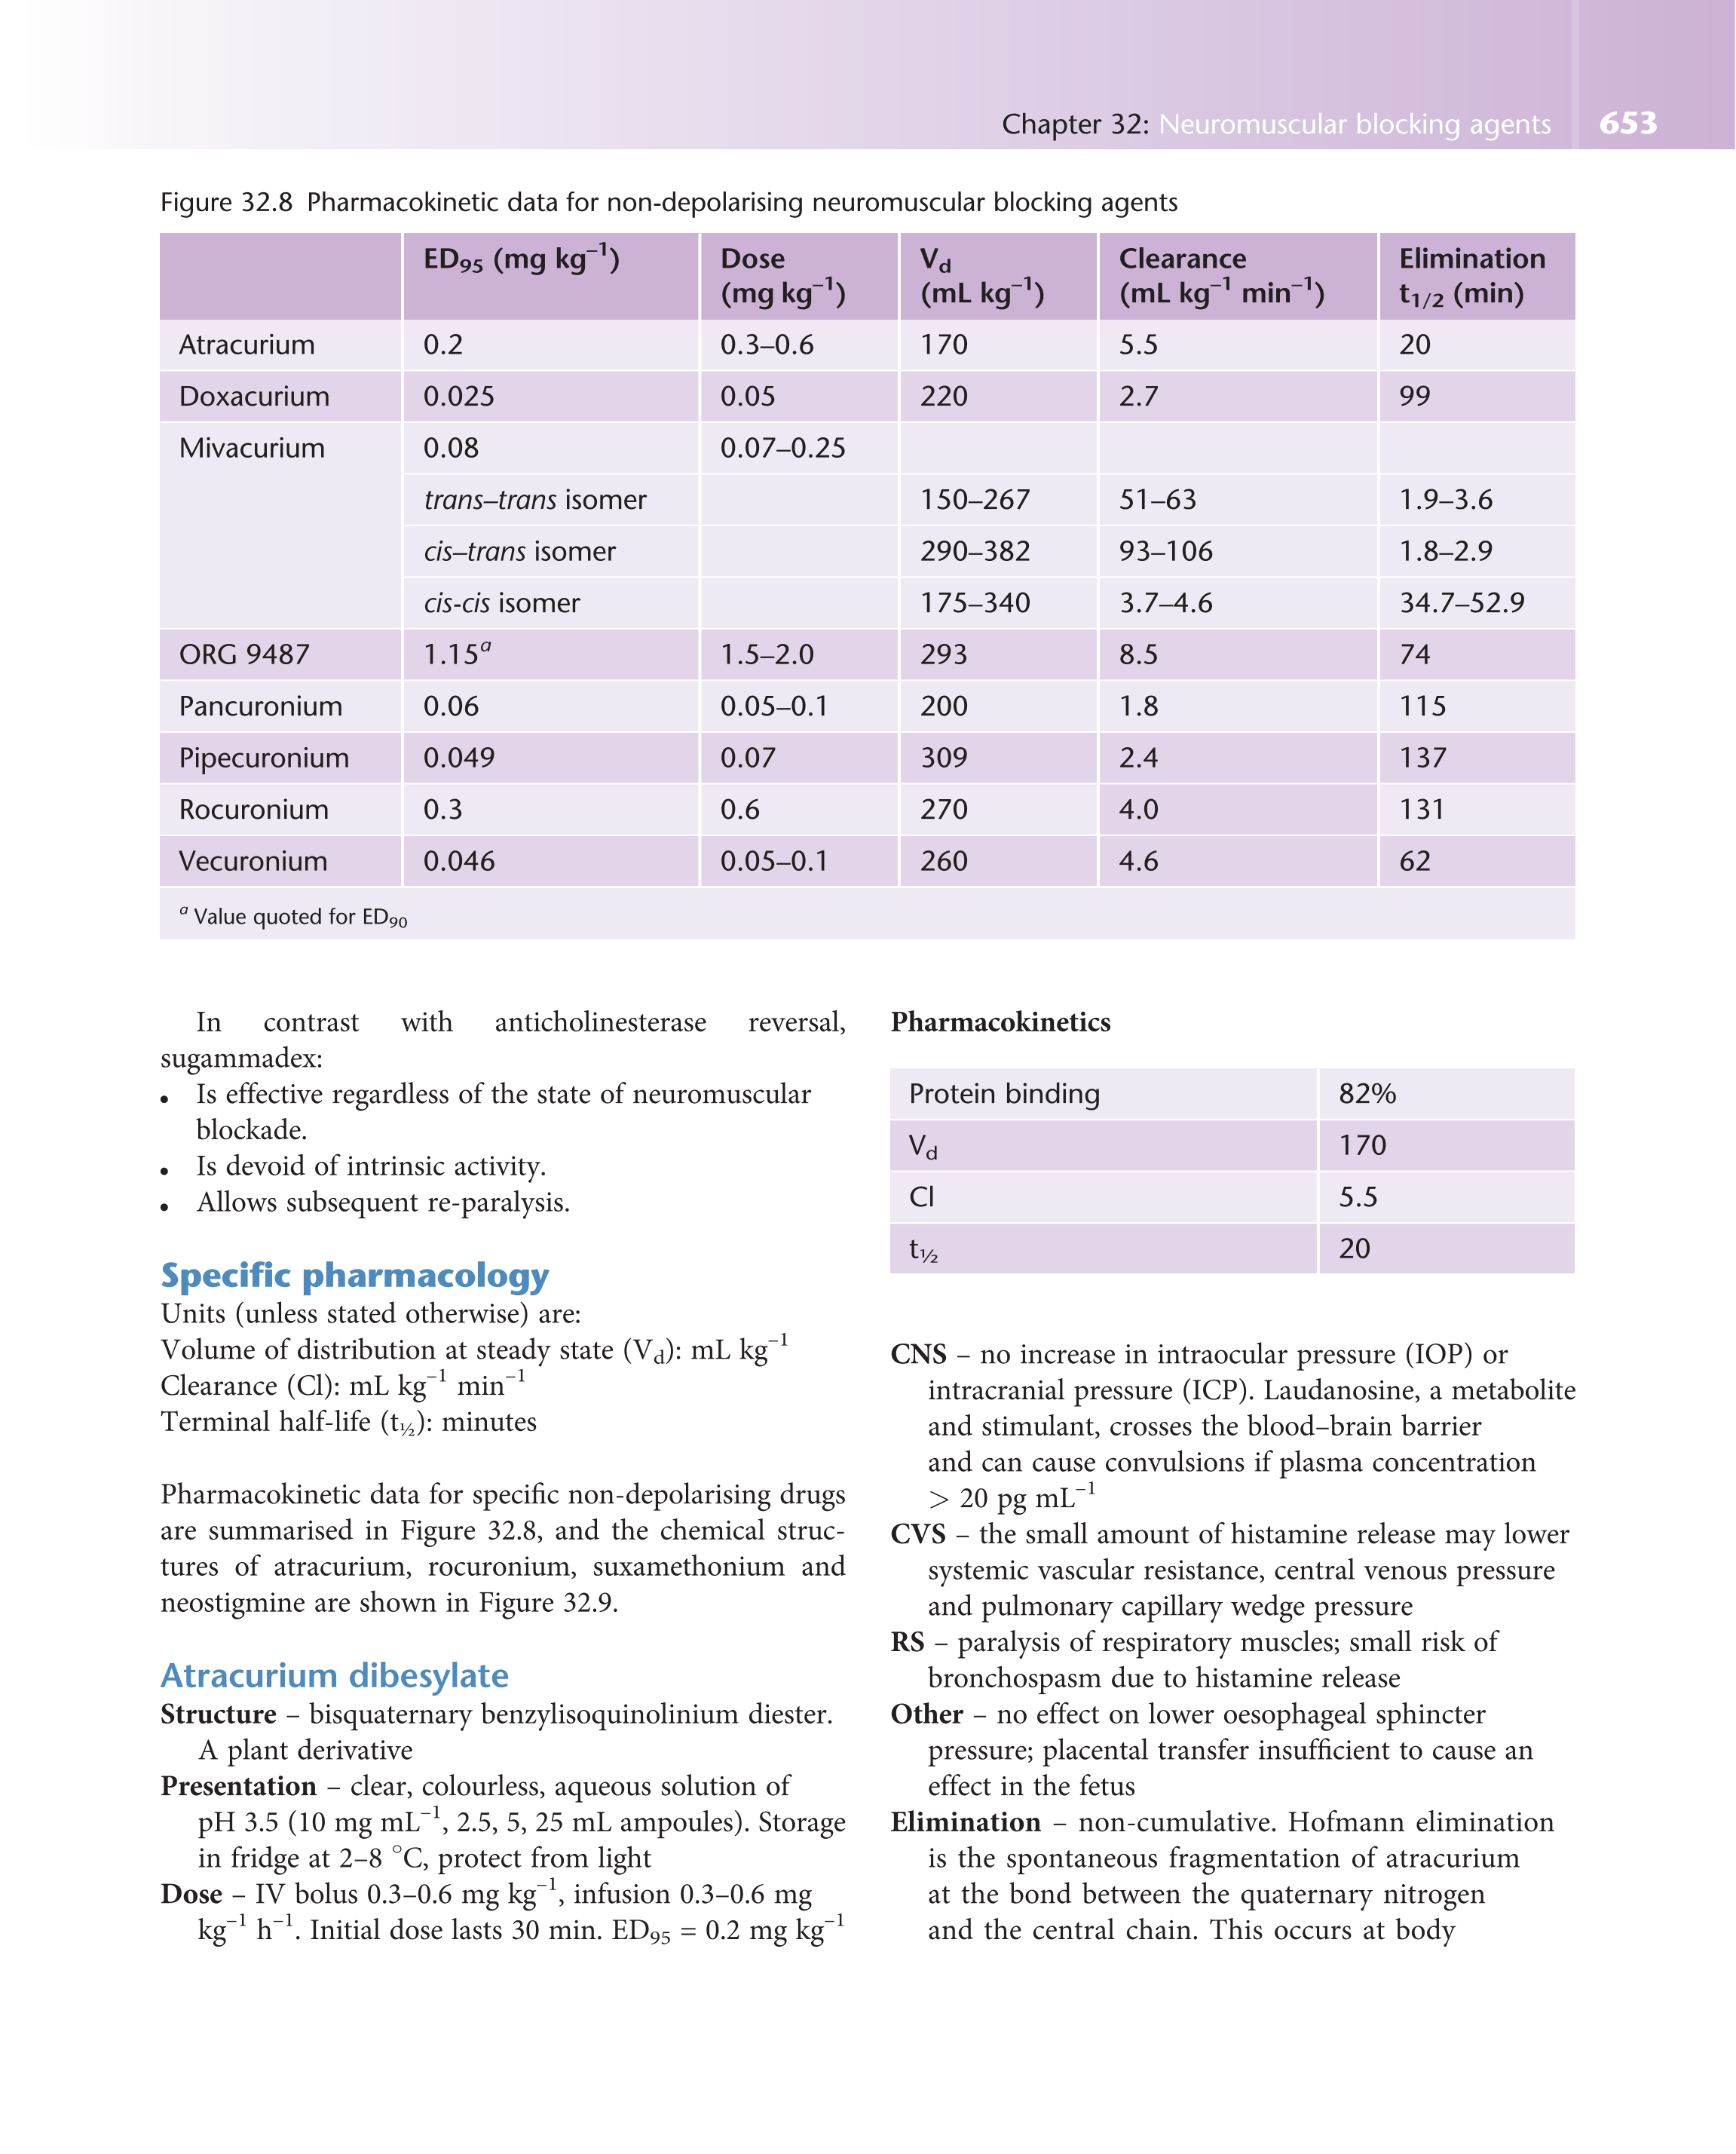 Chapter 32: Neuromuscular blocking agents 653
Figure 32.8 Pharmacokinetic data for non-depolarising neuromuscular blocking agents
ED95 (mg kg⁻¹) Dose (mg kg⁻¹) Vd (mL kg⁻¹) Clearance (mL kg⁻¹ min⁻¹) Elimination t1/2 (min)
Atracurium 0.2 0.3–0.6 170 5.5 20
Doxacurium 0.025 0.05 220 2.7 99
Mivacurium 0.08 0.07–0.25
trans–trans isomer 150–267 51–63 1.9–3.6
cis–trans isomer 290–382 93–106 1.8–2.9
cis-cis isomer 175–340 3.7–4.6 34.7–52.9
ORG 9487 1.15ᵃ 1.5–2.0 293 8.5 74
Pancuronium 0.06 0.05–0.1 200 1.8 115
Pipecuronium 0.049 0.07 309 2.4 137
Rocuronium 0.3 0.6 270 4.0 131
Vecuronium 0.046 0.05–0.1 260 4.6 62
ᵃ Value quoted for ED90
In contrast with anticholinesterase reversal,
sugammadex:
• Is effective regardless of the state of neuromuscular
blockade.
• Is devoid of intrinsic activity.
• Allows subsequent re-paralysis.
Specific pharmacology
Units (unless stated otherwise) are:
Volume of distribution at steady state (Vd): mL kg⁻¹
Clearance (Cl): mL kg⁻¹ min⁻¹
Terminal half-life (t½): minutes
Pharmacokinetic data for specific non-depolarising drugs
are summarised in Figure 32.8, and the chemical struc-
tures of atracurium, rocuronium, suxamethonium and
neostigmine are shown in Figure 32.9.
Atracurium dibesylate
Structure – bisquaternary benzylisoquinolinium diester.
A plant derivative
Presentation – clear, colourless, aqueous solution of
pH 3.5 (10 mg mL⁻¹, 2.5, 5, 25 mL ampoules). Storage
in fridge at 2–8 °C, protect from light
Dose – IV bolus 0.3–0.6 mg kg⁻¹, infusion 0.3–0.6 mg
kg⁻¹ h⁻¹. Initial dose lasts 30 min. ED95 = 0.2 mg kg⁻¹
Pharmacokinetics
Protein binding 82%
Vd 170
Cl 5.5
t½ 20
CNS – no increase in intraocular pressure (IOP) or
intracranial pressure (ICP). Laudanosine, a metabolite
and stimulant, crosses the blood–brain barrier
and can cause convulsions if plasma concentration
> 20 pg mL⁻¹
CVS – the small amount of histamine release may lower
systemic vascular resistance, central venous pressure
and pulmonary capillary wedge pressure
RS – paralysis of respiratory muscles; small risk of
bronchospasm due to histamine release
Other – no effect on lower oesophageal sphincter
pressure; placental transfer insufficient to cause an
effect in the fetus
Elimination – non-cumulative. Hofmann elimination
is the spontaneous fragmentation of atracurium
at the bond between the quaternary nitrogen
and the central chain. This occurs at body